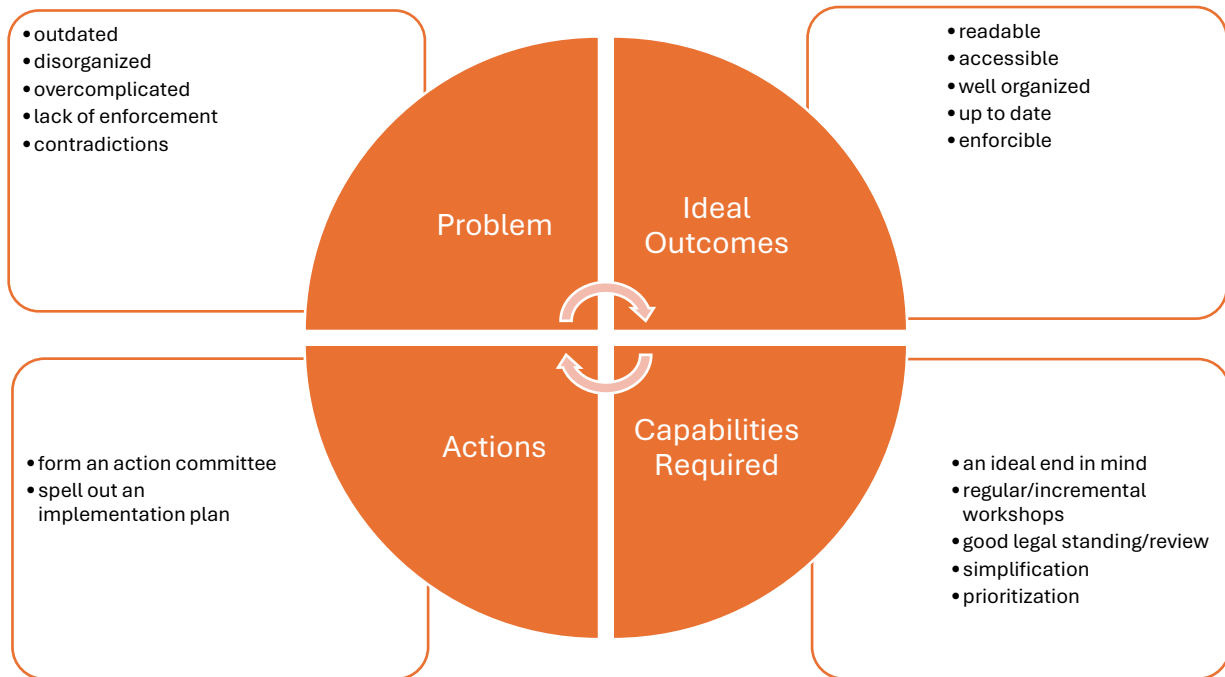 • outdated
• disorganized
• overcomplicated
• lack of enforcement
• contradictions
• readable
• accessible
• well organized
• up to date
• enforcible
Problem
Ideal
Outcomes
Actions
Capabilities
Required
• form an action committee
• spell out an
implementation plan
• an ideal end in mind
• regular/incremental
workshops
• good legal standing/review
• simplification
• prioritization